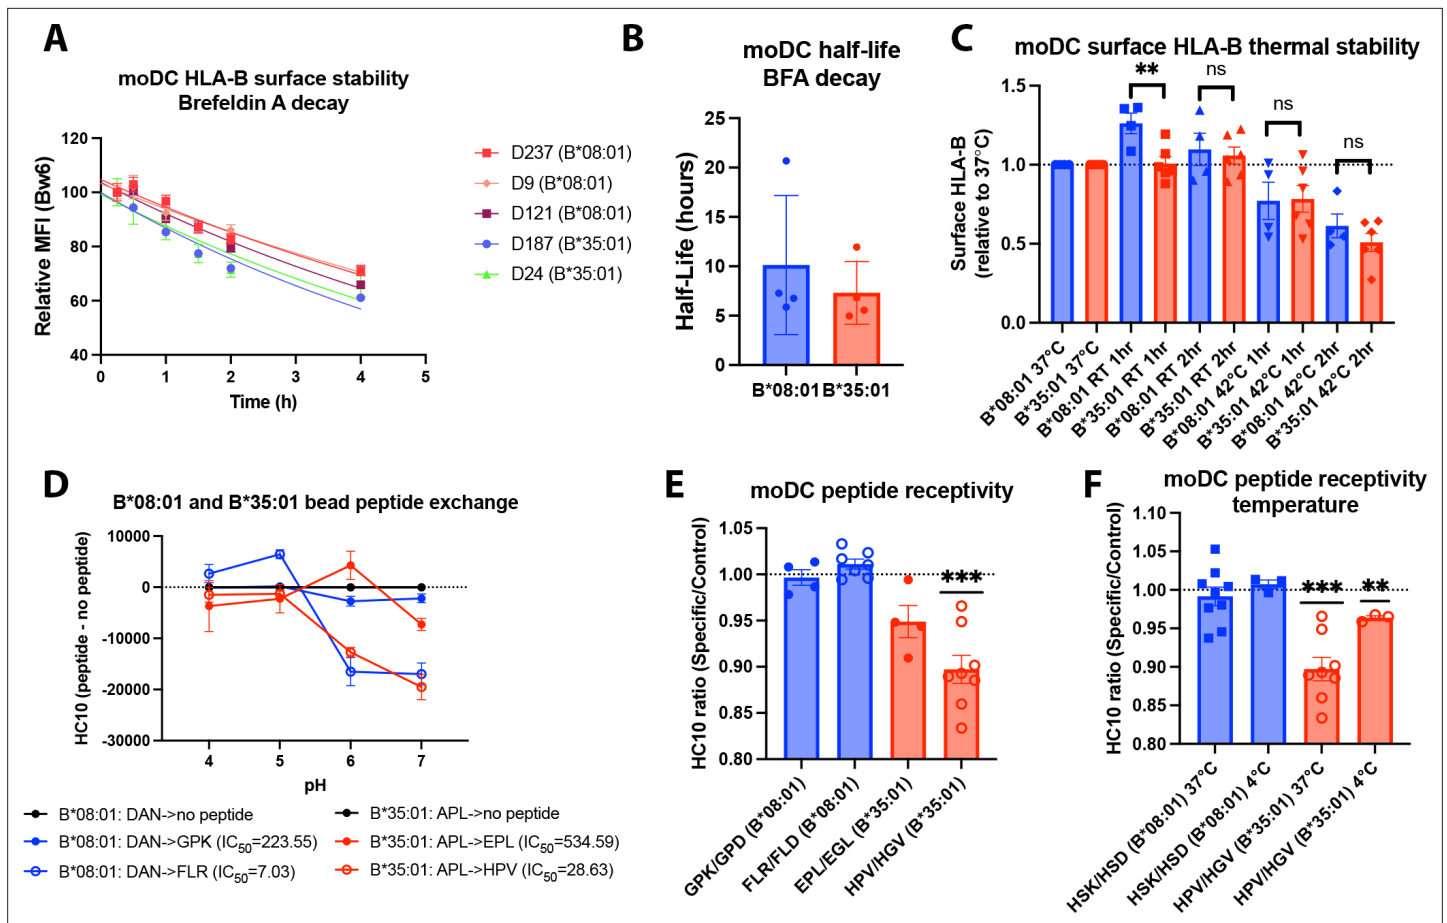 A
moDC HLA-B surface stability
Brefeldin A decay
Relative MFI (Bw6)
120
100
80
60
40
0
1
2
3
4
5
Time (h)
D237 (B*08:01)
D9 (B*08:01)
D121 (B*08:01)
D187 (B*35:01)
D24 (B*35:01)
B
moDC half-life
BFA decay
Half-Life (hours)
25
20
15
10
5
0
B*08:01
B*35:01
C
moDC surface HLA-B thermal stability
Surface HLA-B
(relative to 37°C)
1.5
1.0
0.5
0.0
**
ns
ns
ns
B*08:01 37°C
B*35:01 37°C
B*08:01 RT 1hr
B*35:01 RT 1hr
B*08:01 RT 2hr
B*35:01 RT 2hr
B*08:01 42°C 1hr
B*35:01 42°C 1hr
B*08:01 42°C 2hr
B*35:01 42°C 2hr
D
B*08:01 and B*35:01 bead peptide exchange
HC10 (peptide - no peptide)
10000
0
-10000
-20000
-30000
4
5
6
7
pH
B*08:01: DAN->no peptide
B*08:01: DAN->GPK (IC50=223.55)
B*08:01: DAN->FLR (IC50=7.03)
B*35:01: APL->no peptide
B*35:01: APL->EPL (IC50=534.59)
B*35:01: APL->HPV (IC50=28.63)
E
moDC peptide receptivity
HC10 ratio (Specific/Control)
1.05
1.00
0.95
0.90
0.85
0.80
***
GPK/GPD (B*08:01)
FLR/FLD (B*08:01)
EPL/EGL (B*35:01)
HPV/HGV (B*35:01)
F
moDC peptide receptivity
temperature
HC10 ratio (Specific/Control)
1.10
1.05
1.00
0.95
0.90
0.85
0.80
***
**
HSK/HSD (B*08:01) 37°C
HSK/HSD (B*08:01) 4°C
HPV/HGV (B*35:01) 37°C
HPV/HGV (B*35:01) 4°C